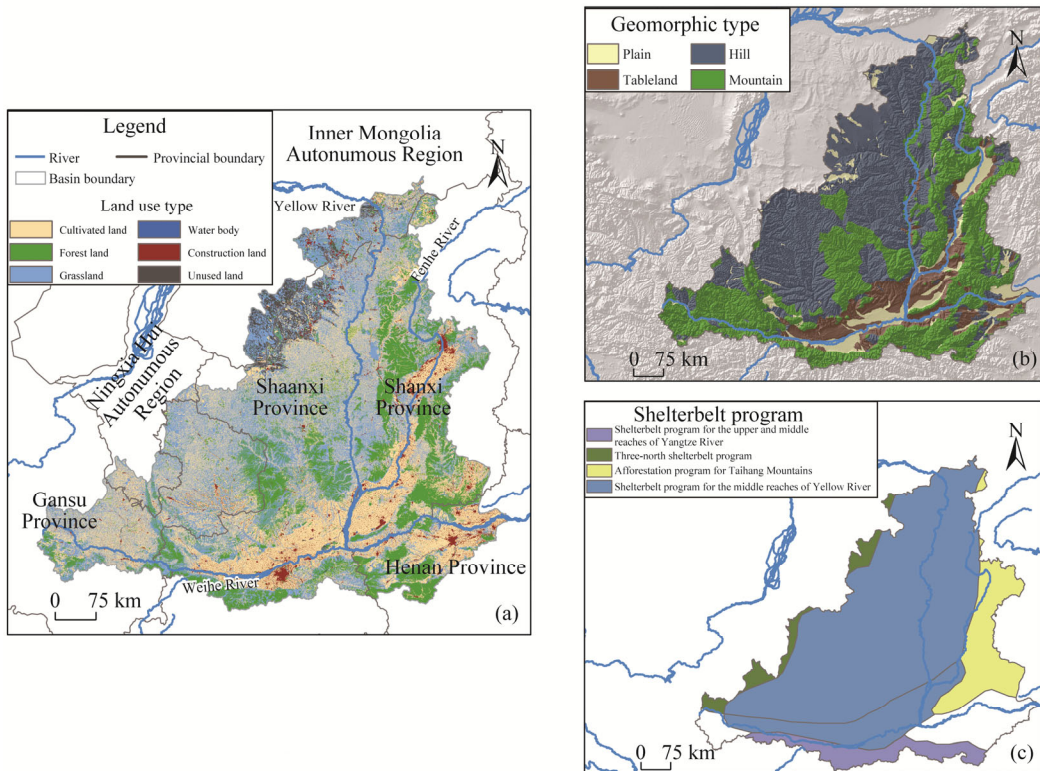 Legend
River
Provincial boundary
Basin boundary
Land use type
Cultivated land
Water body
Forest land
Construction land
Grassland
Unused land
Inner Mongolia
Autonumous Region
N
Yellow River
Fenhe River
Ningxia Hui
Autonomous
Region
Shaanxi
Province
Shanxi
Province
Gansu
Province
Henan Province
Weihe River
0 75 km
(a)
Geomorphic type
Plain
Hill
Tableland
Mountain
N
0 75 km
(b)
Shelterbelt program
Shelterbelt program for the upper and middle
reaches of Yangtze River
Three-north shelterbelt program
Afforestation program for Taihang Mountains
Shelterbelt program for the middle reaches of Yellow River
N
0 75 km
(c)